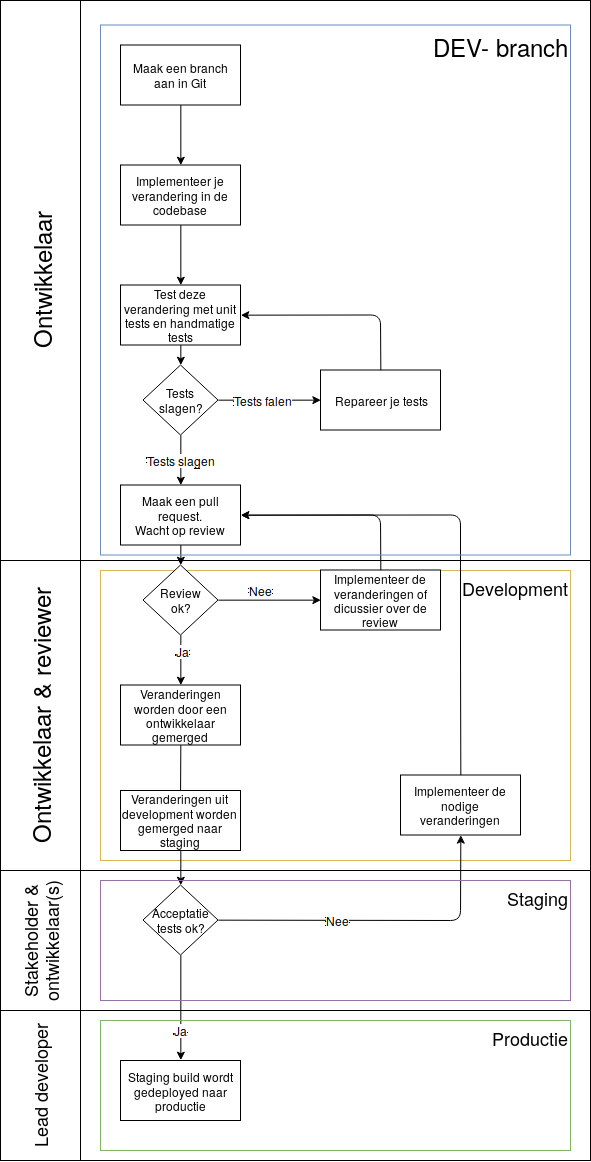 DEV- branch
Maak een branch
aan in Git
Ontwikkelaar
Implementeer je
verandering in de
codebase
Test deze
verandering met unit
tests en handmatige
tests
Tests
slagen?
Tests falen
Repareer je tests
Tests slagen
Maak een pull
request.
Wacht op review
Ontwikkelaar & reviewer
Development
Review
ok?
Nee
Implementeer de
veranderingen of
dicussier over de
review
Ja
Veranderingen
worden door een
ontwikkelaar
gemerged
Veranderingen uit
development worden
gemerged naar
staging
Implementeer de
nodige
veranderingen
Stakeholder &
ontwikkelaar(s)
Staging
Acceptatie
tests ok?
Nee
Lead developer
Productie
Ja
Staging build wordt
gedeployed naar
productie